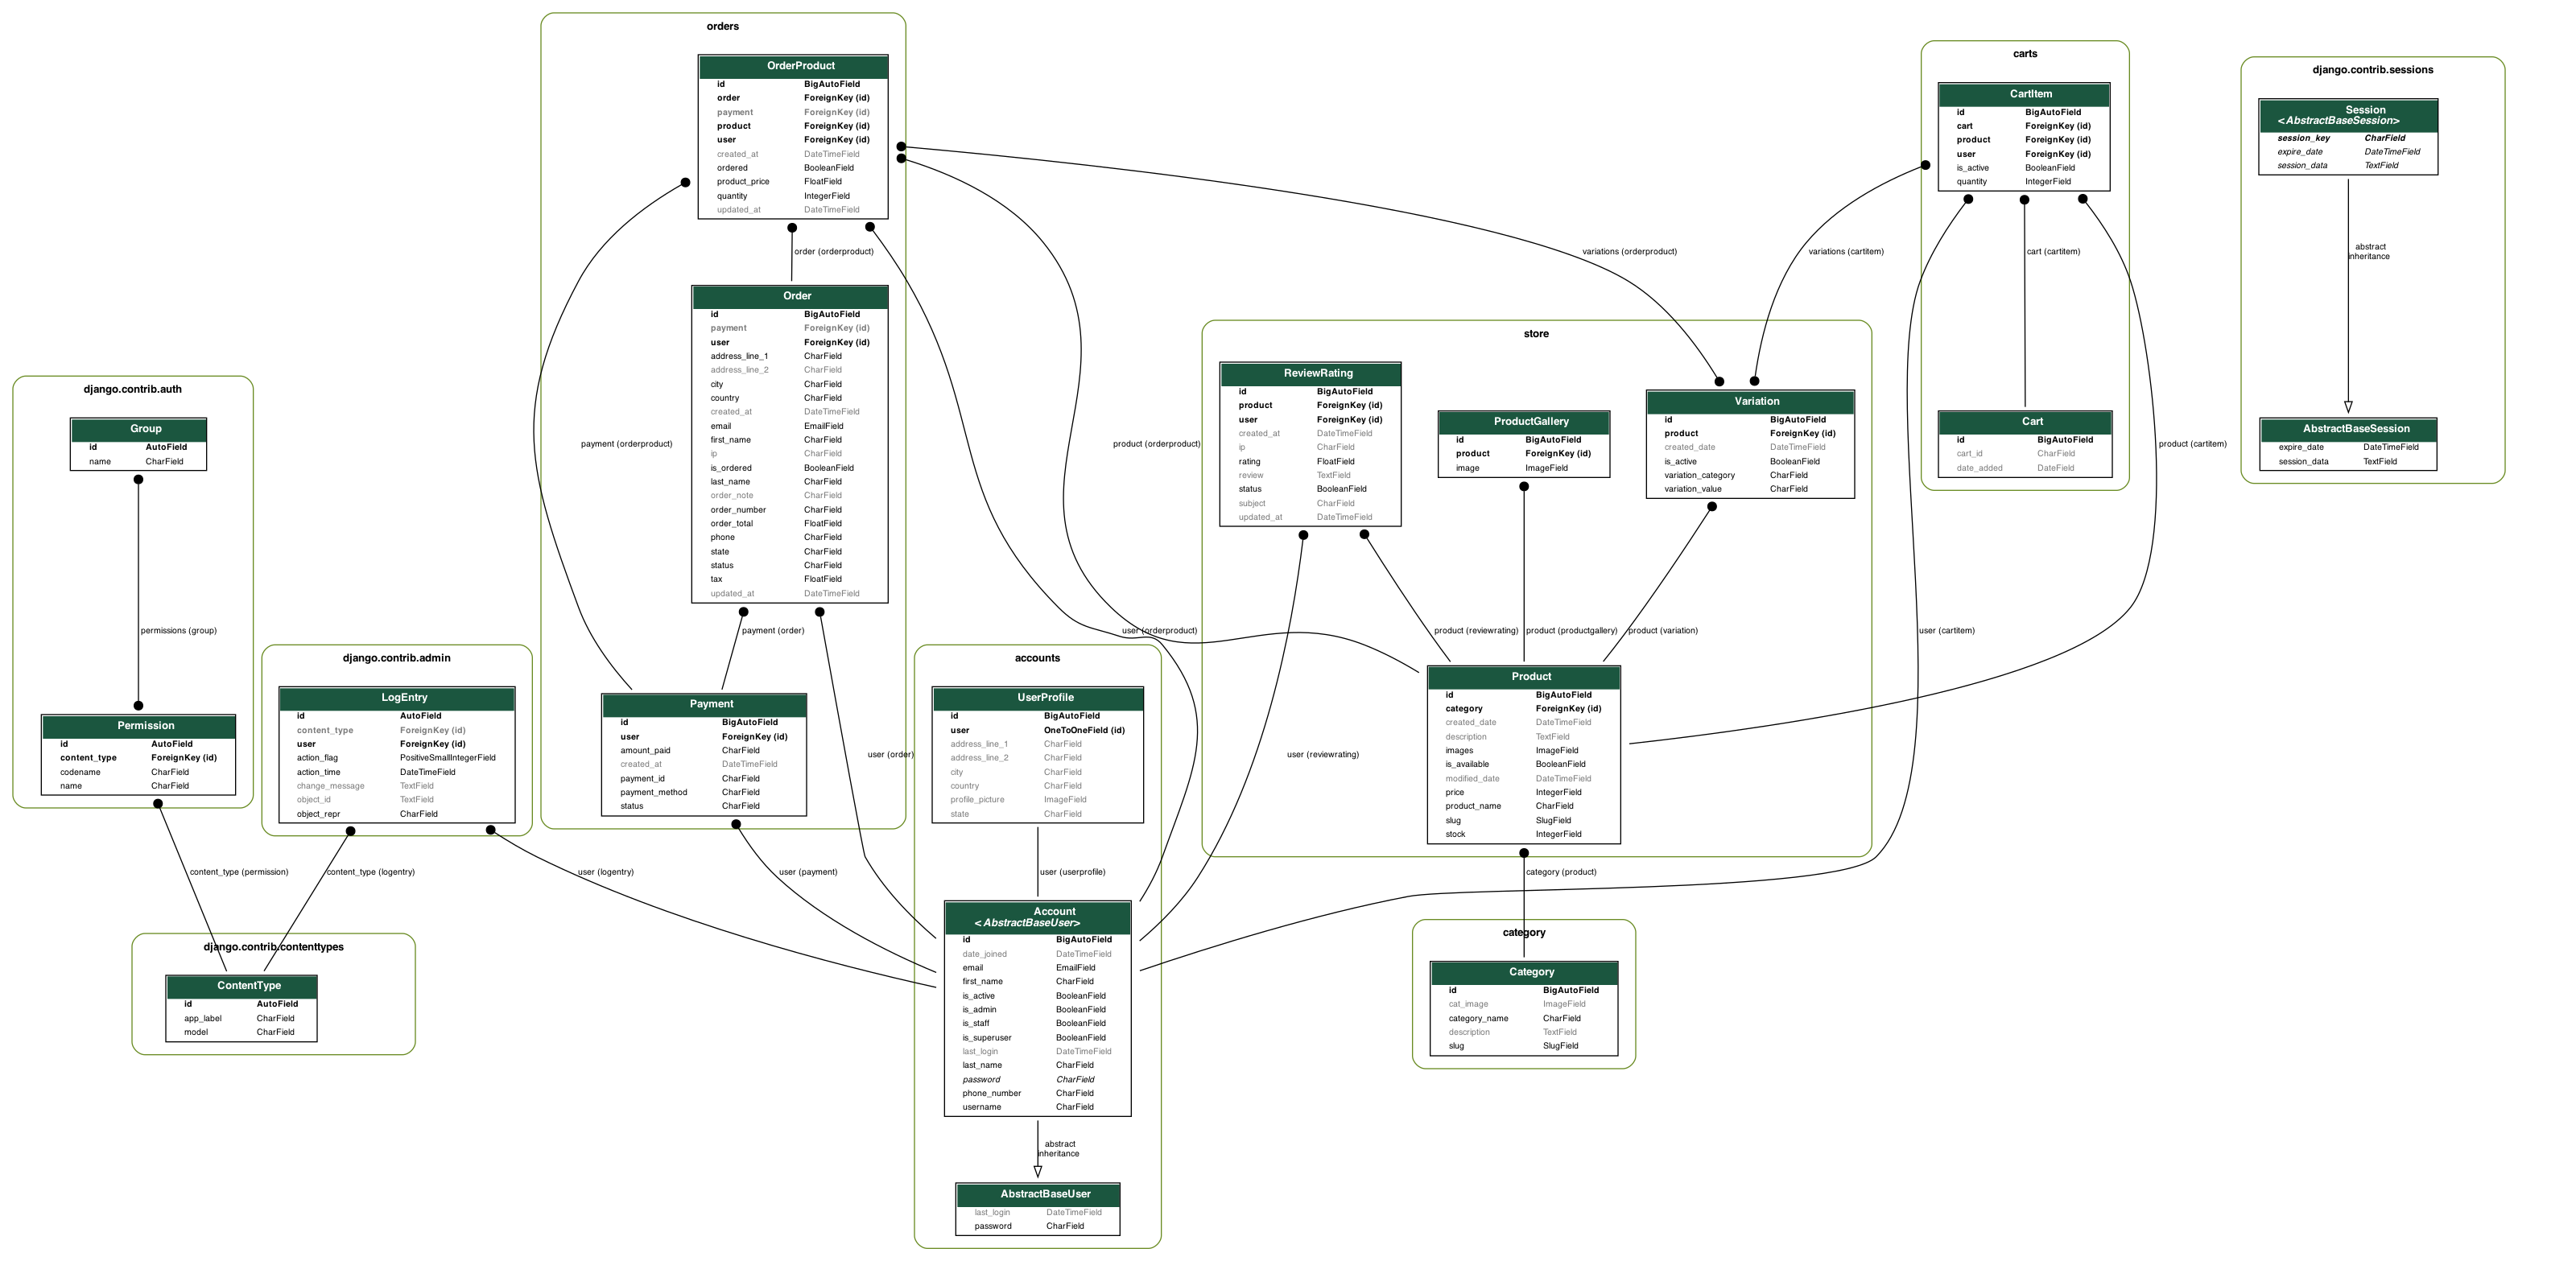 orders
OrderProduct
id BigAutoField
order ForeignKey (id)
payment ForeignKey (id)
product ForeignKey (id)
user ForeignKey (id)
created_at DateTimeField
ordered BooleanField
product_price FloatField
quantity IntegerField
updated_at DateTimeField
order (orderproduct)
Order
id BigAutoField
payment ForeignKey (id)
user ForeignKey (id)
address_line_1 CharField
address_line_2 CharField
city CharField
country CharField
created_at DateTimeField
email EmailField
first_name CharField
ip CharField
is_ordered BooleanField
last_name CharField
order_note CharField
order_number CharField
order_total FloatField
phone CharField
state CharField
status CharField
tax FloatField
updated_at DateTimeField
payment (orderproduct)
payment (order)
Payment
id BigAutoField
user ForeignKey (id)
amount_paid CharField
created_at DateTimeField
payment_id CharField
payment_method CharField
status CharField
user (order)
user (payment)
django.contrib.auth
Group
id AutoField
name CharField
permissions (group)
Permission
id AutoField
content_type ForeignKey (id)
codename CharField
name CharField
content_type (permission)
django.contrib.admin
LogEntry
id AutoField
content_type ForeignKey (id)
user ForeignKey (id)
action_flag PositiveSmallIntegerField
action_time DateTimeField
change_message TextField
object_id TextField
object_repr CharField
content_type (logentry)
user (logentry)
django.contrib.contenttypes
ContentType
id AutoField
app_label CharField
model CharField
accounts
UserProfile
id BigAutoField
user OneToOneField (id)
address_line_1 CharField
address_line_2 CharField
city CharField
country CharField
profile_picture ImageField
state CharField
user (userprofile)
Account
<AbstractBaseUser>
id BigAutoField
date_joined DateTimeField
email EmailField
first_name CharField
is_active BooleanField
is_admin BooleanField
is_staff BooleanField
is_superuser BooleanField
last_login DateTimeField
last_name CharField
password CharField
phone_number CharField
username CharField
abstract
inheritance
AbstractBaseUser
last_login DateTimeField
password CharField
variations (orderproduct)
product (orderproduct)
user (orderproduct)
store
ReviewRating
id BigAutoField
product ForeignKey (id)
user ForeignKey (id)
created_at DateTimeField
ip CharField
rating FloatField
review TextField
status BooleanField
subject CharField
updated_at DateTimeField
ProductGallery
id BigAutoField
product ForeignKey (id)
image ImageField
Variation
id BigAutoField
product ForeignKey (id)
created_date DateTimeField
is_active BooleanField
variation_category CharField
variation_value CharField
product (reviewrating)
product (productgallery)
product (variation)
user (reviewrating)
Product
id BigAutoField
category ForeignKey (id)
created_date DateTimeField
description TextField
images ImageField
is_available BooleanField
modified_date DateTimeField
price IntegerField
product_name CharField
slug SlugField
stock IntegerField
category (product)
category
Category
id BigAutoField
cat_image ImageField
category_name CharField
description TextField
slug SlugField
carts
CartItem
id BigAutoField
cart ForeignKey (id)
product ForeignKey (id)
user ForeignKey (id)
is_active BooleanField
quantity IntegerField
variations (cartitem)
cart (cartitem)
product (cartitem)
user (cartitem)
Cart
id BigAutoField
cart_id CharField
date_added DateField
django.contrib.sessions
Session
<AbstractBaseSession>
session_key CharField
expire_date DateTimeField
session_data TextField
abstract
inheritance
AbstractBaseSession
expire_date DateTimeField
session_data TextField